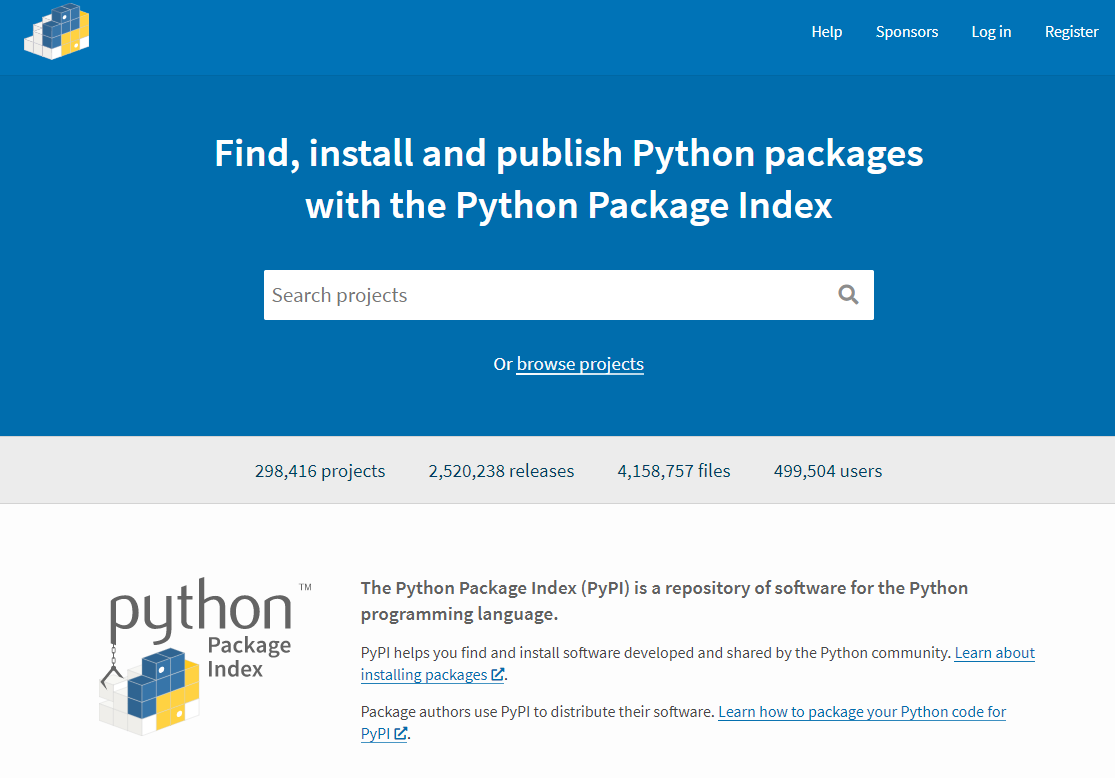 Help Sponsors Log in Register
Find, install and publish Python packages
with the Python Package Index
Search projects
Or browse projects
298,416 projects 2,520,238 releases 4,158,757 files 499,504 users
python ™
Package
Index
The Python Package Index (PyPI) is a repository of software for the Python
programming language.
PyPI helps you find and install software developed and shared by the Python community. Learn about
installing packages.
Package authors use PyPI to distribute their software. Learn how to package your Python code for
PyPI.